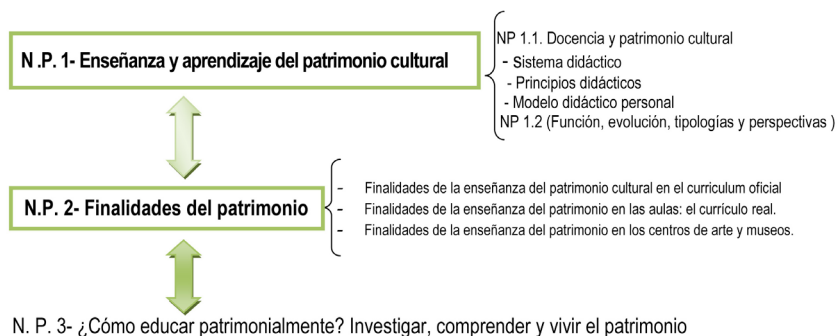 N .P. 1- Enseñanza y aprendizaje del patrimonio cultural
NP 1.1. Docencia y patrimonio cultural
- Sistema didáctico
- Principios didácticos
- Modelo didáctico personal
NP 1.2 (Función, evolución, tipologías y perspectivas )
N.P. 2- Finalidades del patrimonio
- Finalidades de la enseñanza del patrimonio cultural en el curriculum oficial
- Finalidades de la enseñanza del patrimonio en las aulas: el currículo real.
- Finalidades de la enseñanza del patrimonio en los centros de arte y museos.
N. P. 3- ¿Cómo educar patrimonialmente? Investigar, comprender y vivir el patrimonio